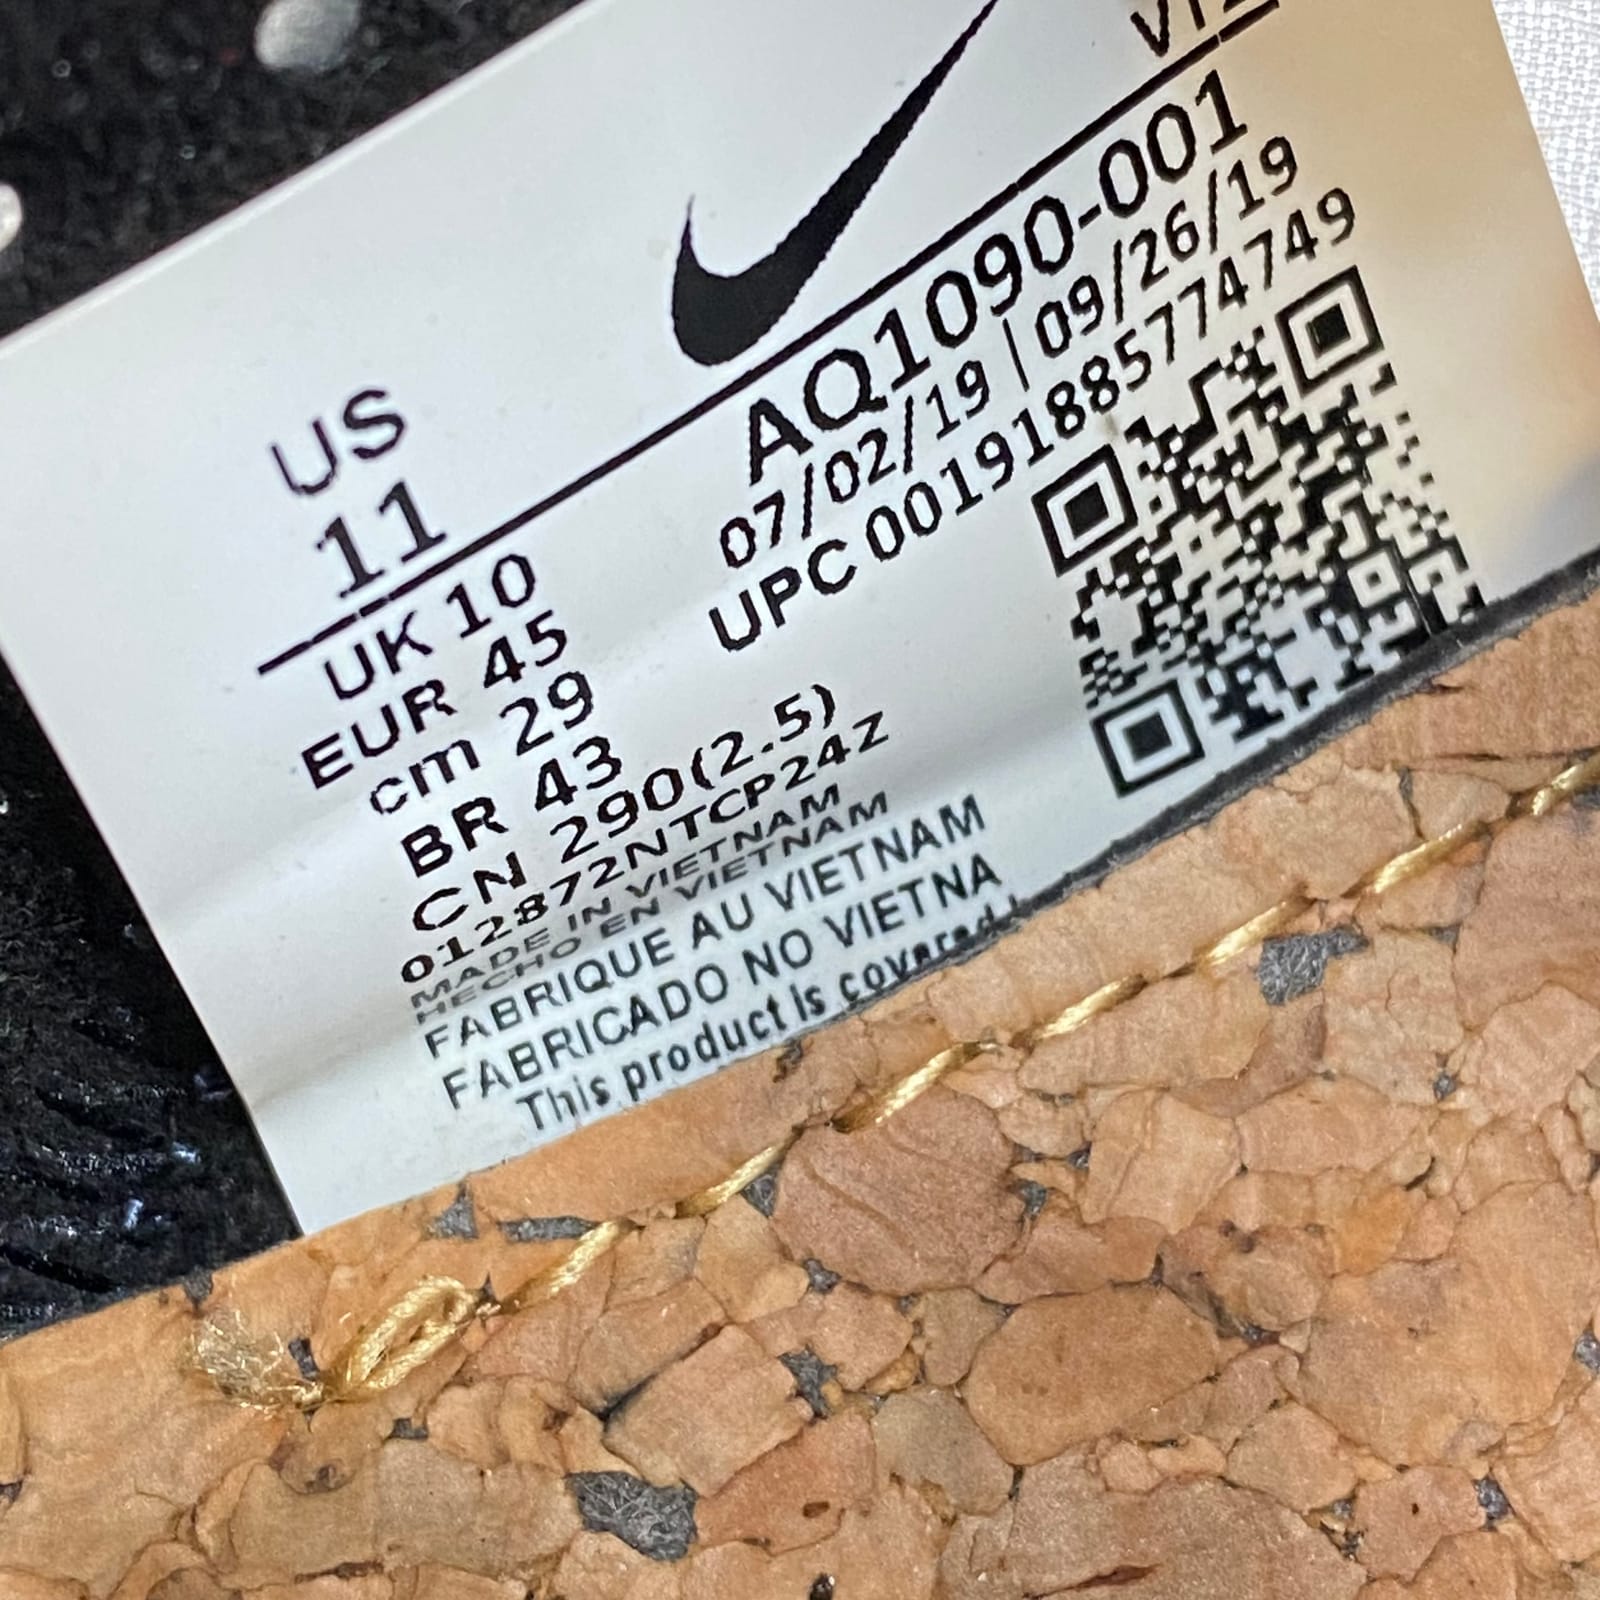 US
11
UK 10
EUR 45
cm 29
BR 43
CN 290(2.5)
012872NTCP24Z
MADE IN VIETNAM
HECHO EN VIETNAM
FABRIQUE AU VIETNAM
FABRICADO NO VIETNA
This product is covered
AQ1090-001
07/02/19 | 09/26/19
UPC 00191885774749